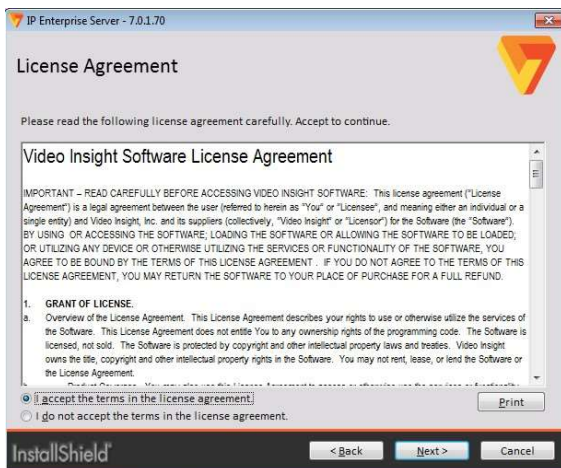 IP Enterprise Server - 7.0.1.70
License Agreement
Please read the following license agreement carefully. Accept to continue.
Video Insight Software License Agreement
IMPORTANT – READ CAREFULLY BEFORE ACCESSING VIDEO INSIGHT SOFTWARE: This license agreement ("License
Agreement") is a legal agreement between the user (referred to herein as "You" or "Licensee", and meaning either an individual or a
single entity) and Video Insight, Inc. and its suppliers (collectively, "Video Insight" or "Licensor") for the Software (the "Software").
BY USING OR ACCESSING THE SOFTWARE; LOADING THE SOFTWARE OR ALLOWING THE SOFTWARE TO BE LOADED;
OR UTILIZING ANY DEVICE OR OTHERWISE UTILIZING THE SERVICES OR FUNCTIONALITY OF THE SOFTWARE, YOU
AGREE TO BE BOUND BY THE TERMS OF THIS LICENSE AGREEMENT . IF YOU DO NOT AGREE TO THE TERMS OF THIS
LICENSE AGREEMENT, YOU MAY RETURN THE SOFTWARE TO YOUR PLACE OF PURCHASE FOR A FULL REFUND.
1. GRANT OF LICENSE.
a. Overview of the License Agreement. This License Agreement describes your rights to use or otherwise utilize the services of
the Software. This License Agreement does not entitle You to any ownership rights of the programming code. The Software is
licensed, not sold. The Software is protected by copyright and other intellectual property laws and treaties. Video Insight
owns the title, copyright and other intellectual property rights in the Software. You may not rent, lease, or lend the Software or
the License Agreement.
I accept the terms in the license agreement.
I do not accept the terms in the license agreement.
Print
InstallShield
< Back
Next >
Cancel